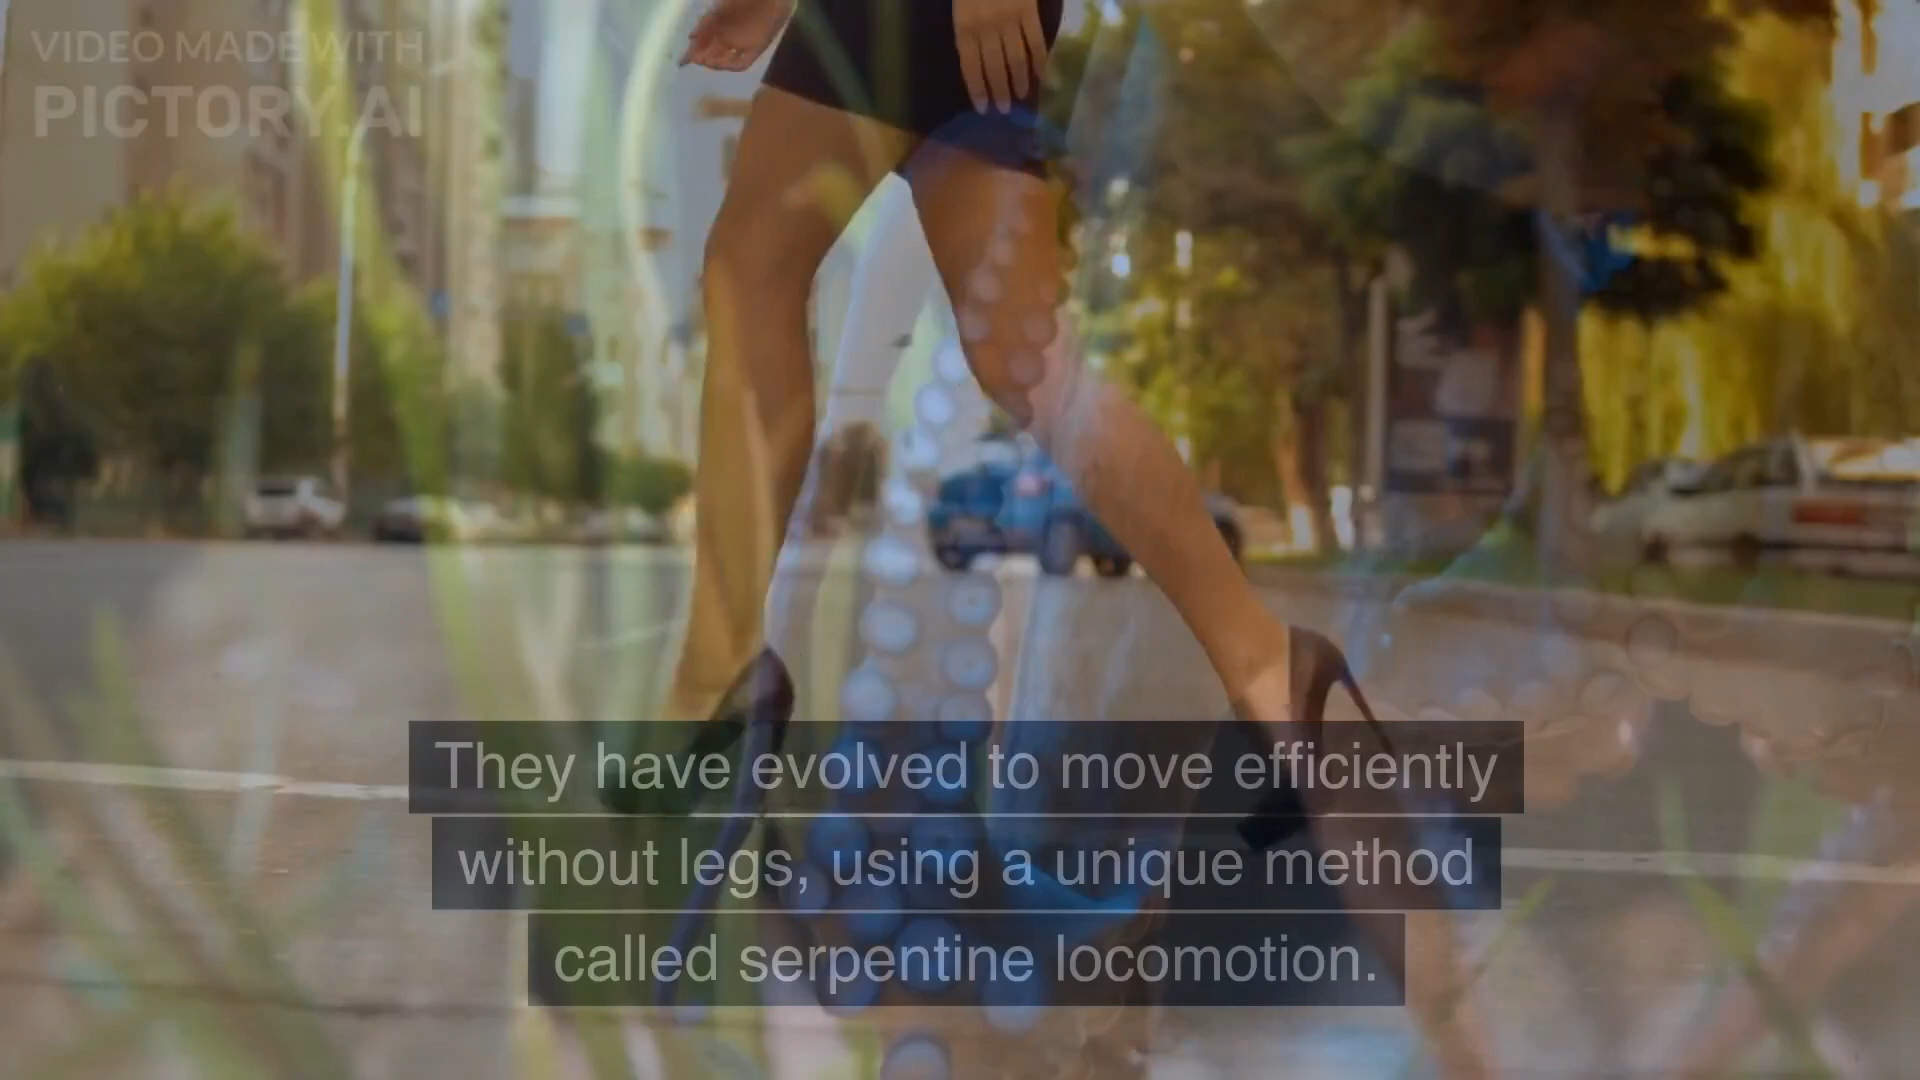 VIDEO MADE WITH
PICTORY.AI
They have evolved to move efficiently
without legs, using a unique method
called serpentine locomotion.